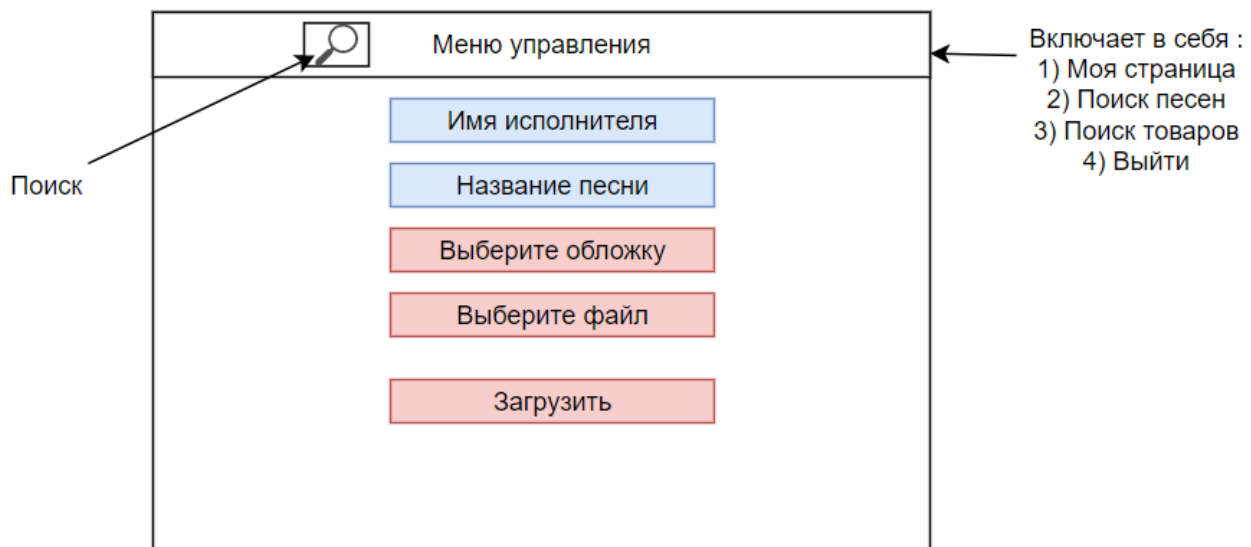 Меню управления
Включает в себя :
1) Моя страница
2) Поиск песен
3) Поиск товаров
4) Выйти
Поиск
Имя исполнителя
Название песни
Выберите обложку
Выберите файл
Загрузить